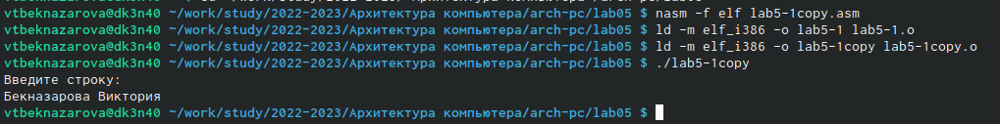 vtbeknazarova@dk3n40 ~/work/study/2022-2023/Архитектура компьютера/arch-pc/lab05 $ nasm -f elf lab5-1copy.asm
vtbeknazarova@dk3n40 ~/work/study/2022-2023/Архитектура компьютера/arch-pc/lab05 $ ld -m elf_i386 -o lab5-1 lab5-1.o
vtbeknazarova@dk3n40 ~/work/study/2022-2023/Архитектура компьютера/arch-pc/lab05 $ ld -m elf_i386 -o lab5-1copy lab5-1copy.o
vtbeknazarova@dk3n40 ~/work/study/2022-2023/Архитектура компьютера/arch-pc/lab05 $ ./lab5-1copy
Введите строку:
Бекназарова Виктория
vtbeknazarova@dk3n40 ~/work/study/2022-2023/Архитектура компьютера/arch-pc/lab05 $